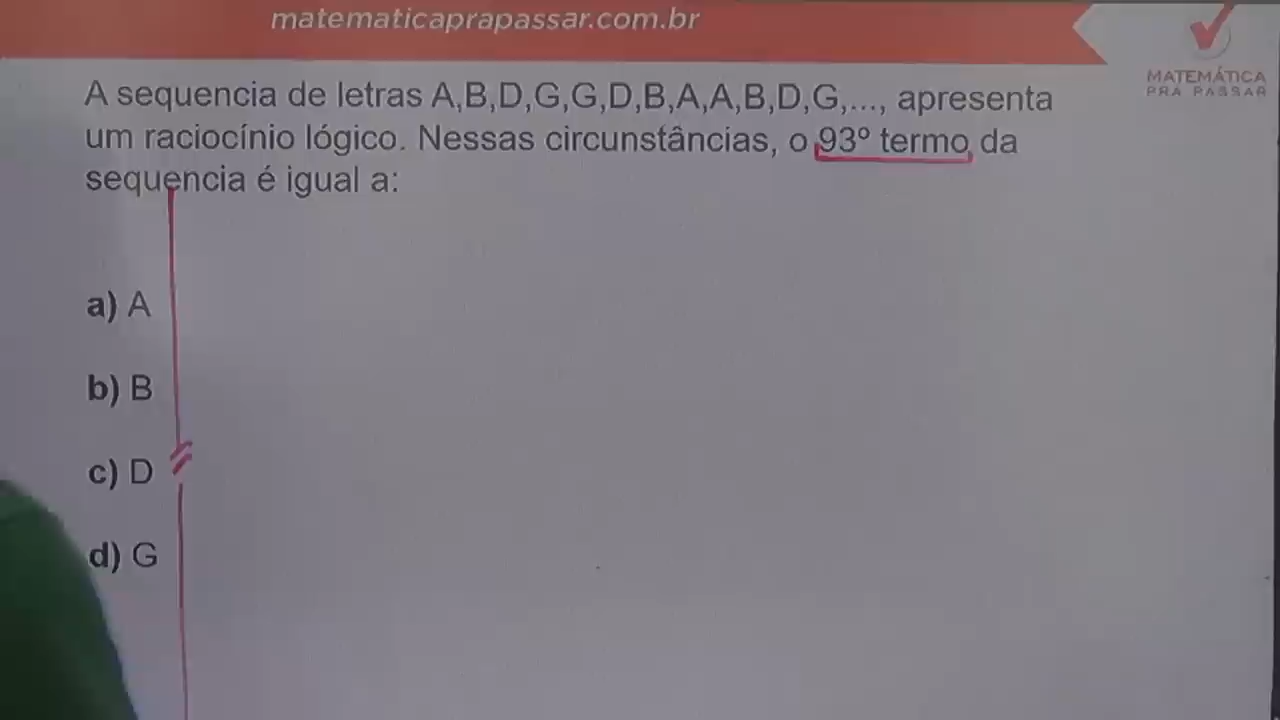 matematicaprapassar.com.br
MATEMÁTICA
PRA PASSAR
A sequencia de letras A,B,D,G,G,D,B,A,A,B,D,G,..., apresenta
um raciocínio lógico. Nessas circunstâncias, o 93º termo da
sequencia é igual a:
a) A
b) B
c) D
d) G